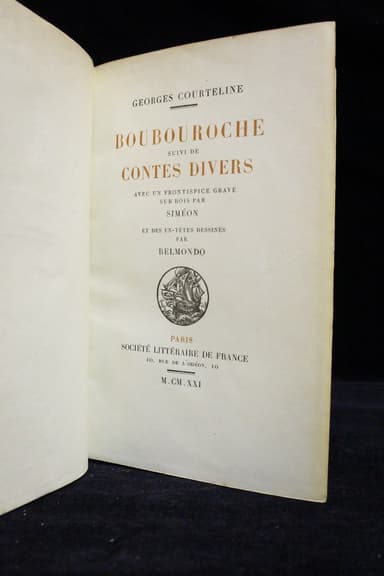 GEORGES COURTELINE
BOUBOUROCHE
SUIVI DE
CONTES DIVERS
AVEC UN FRONTISPICE GRAVÉ
SUR BOIS PAR
SIMÉON
ET DES EN-TÊTES DESSINÉS
PAR
BELMONDO
PARIS
SOCIÉTÉ LITTÉRAIRE DE FRANCE
10, RUE DE L'ODÉON, 10
M.CM.XXI